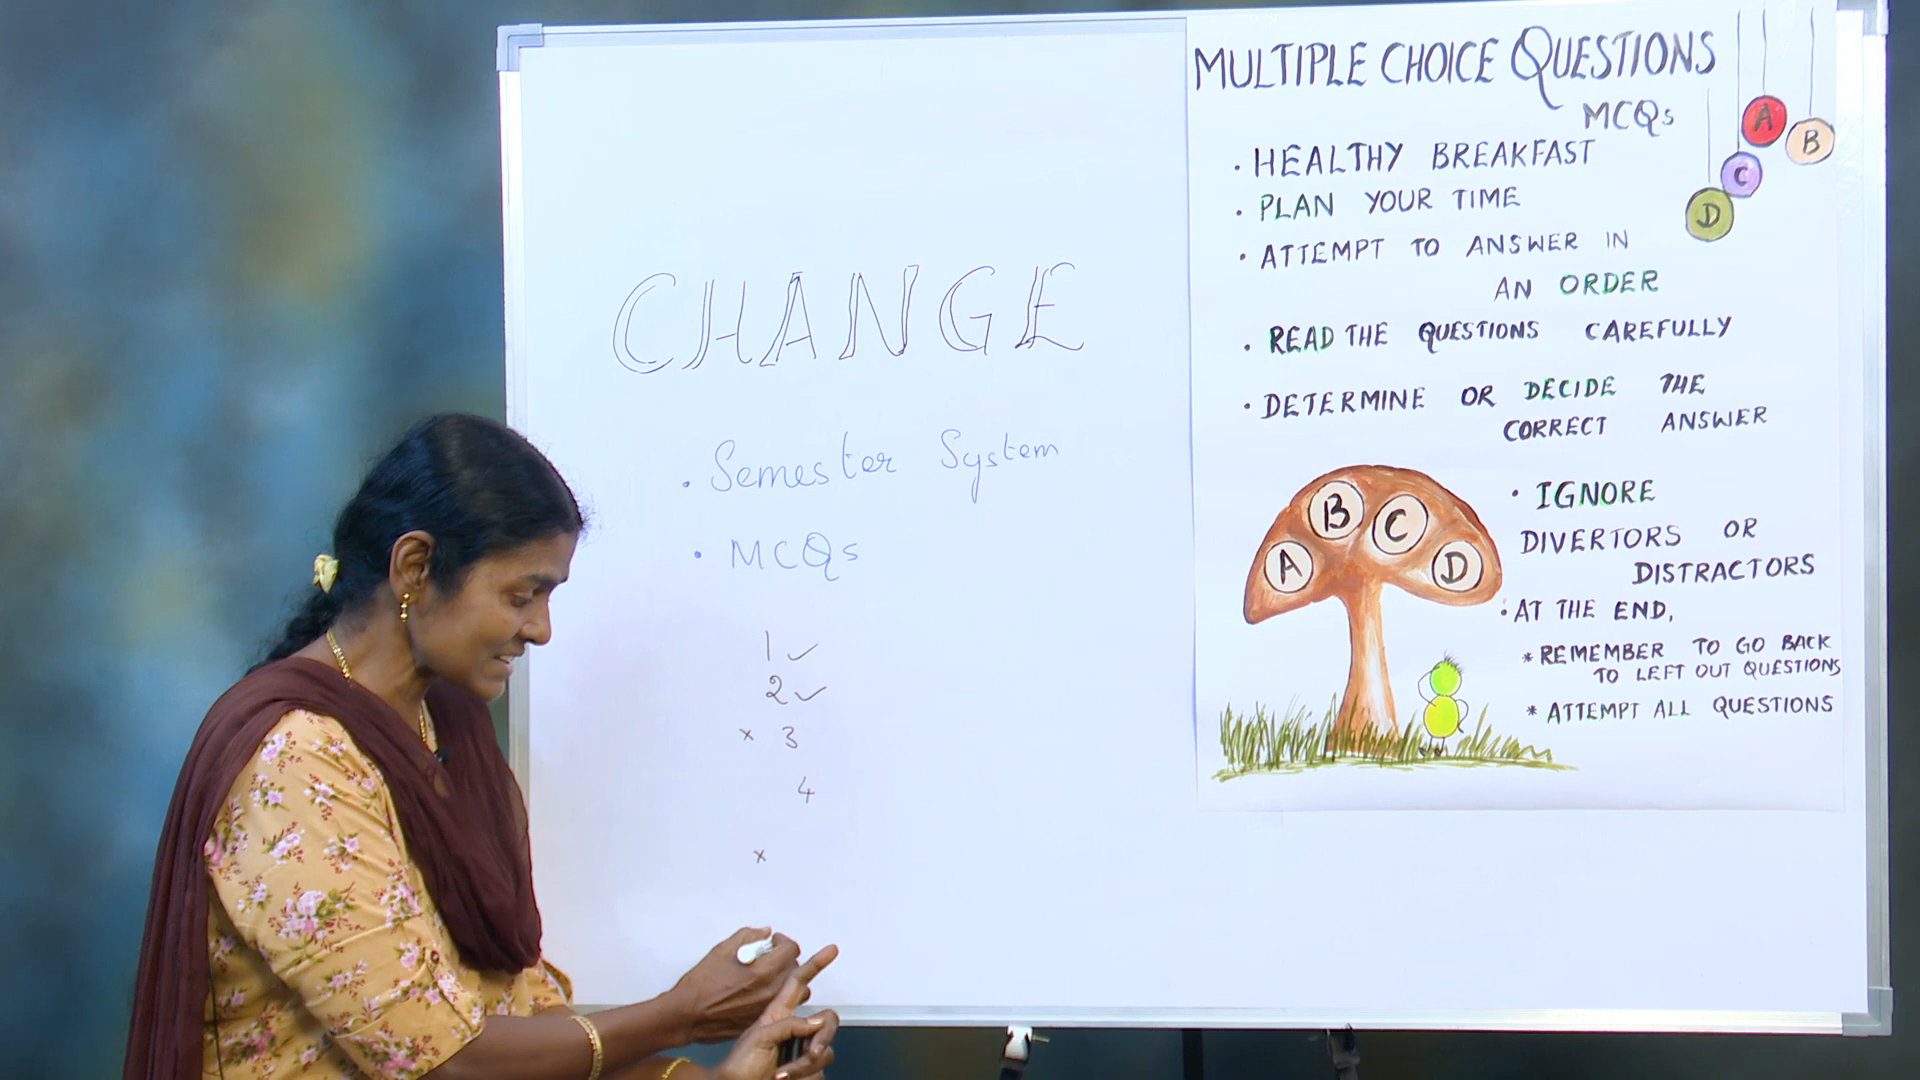 CHANGE
. Semester System
. MCQs
1 ✓
2 ✓
× 3
4
×
MULTIPLE CHOICE QUESTIONS
MCQs
A
B
C
D
. HEALTHY BREAKFAST
. PLAN YOUR TIME
. ATTEMPT TO ANSWER IN
AN ORDER
. READ THE QUESTIONS CAREFULLY
. DETERMINE OR DECIDE THE
CORRECT ANSWER
A
B
C
D
. IGNORE
DIVERTORS OR
DISTRACTORS
. AT THE END,
* REMEMBER TO GO BACK
TO LEFT OUT QUESTIONS
* ATTEMPT ALL QUESTIONS